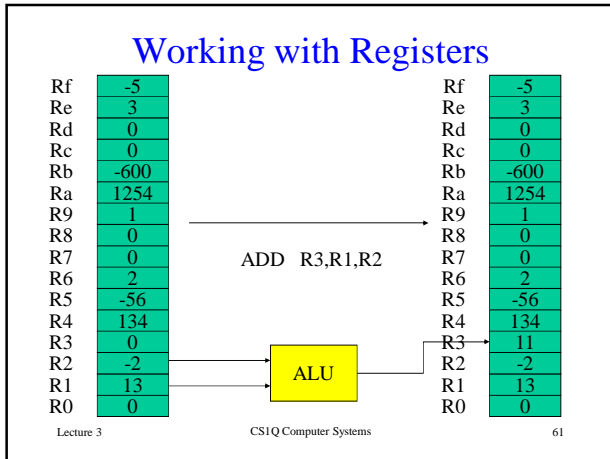 Working with Registers
Rf -5 -5
Re 3 Re 3
Rd 0 Rd 0
Rc 0 Rc 0
Rb -600 Rb -600
Ra 1254 Ra 1254
R9 1 R9 1
R8 0 R8 0
R7 0 ADD R3,R1,R2 R7 0
R6 2 R6 2
R5 -56 R5 -56
R4 134 R4 134
R3 0 R3 11
R2 -2 ALU R2 -2
R1 13 R1 13
R0 0 R0 0
Lecture 3 CS1Q Computer Systems 61